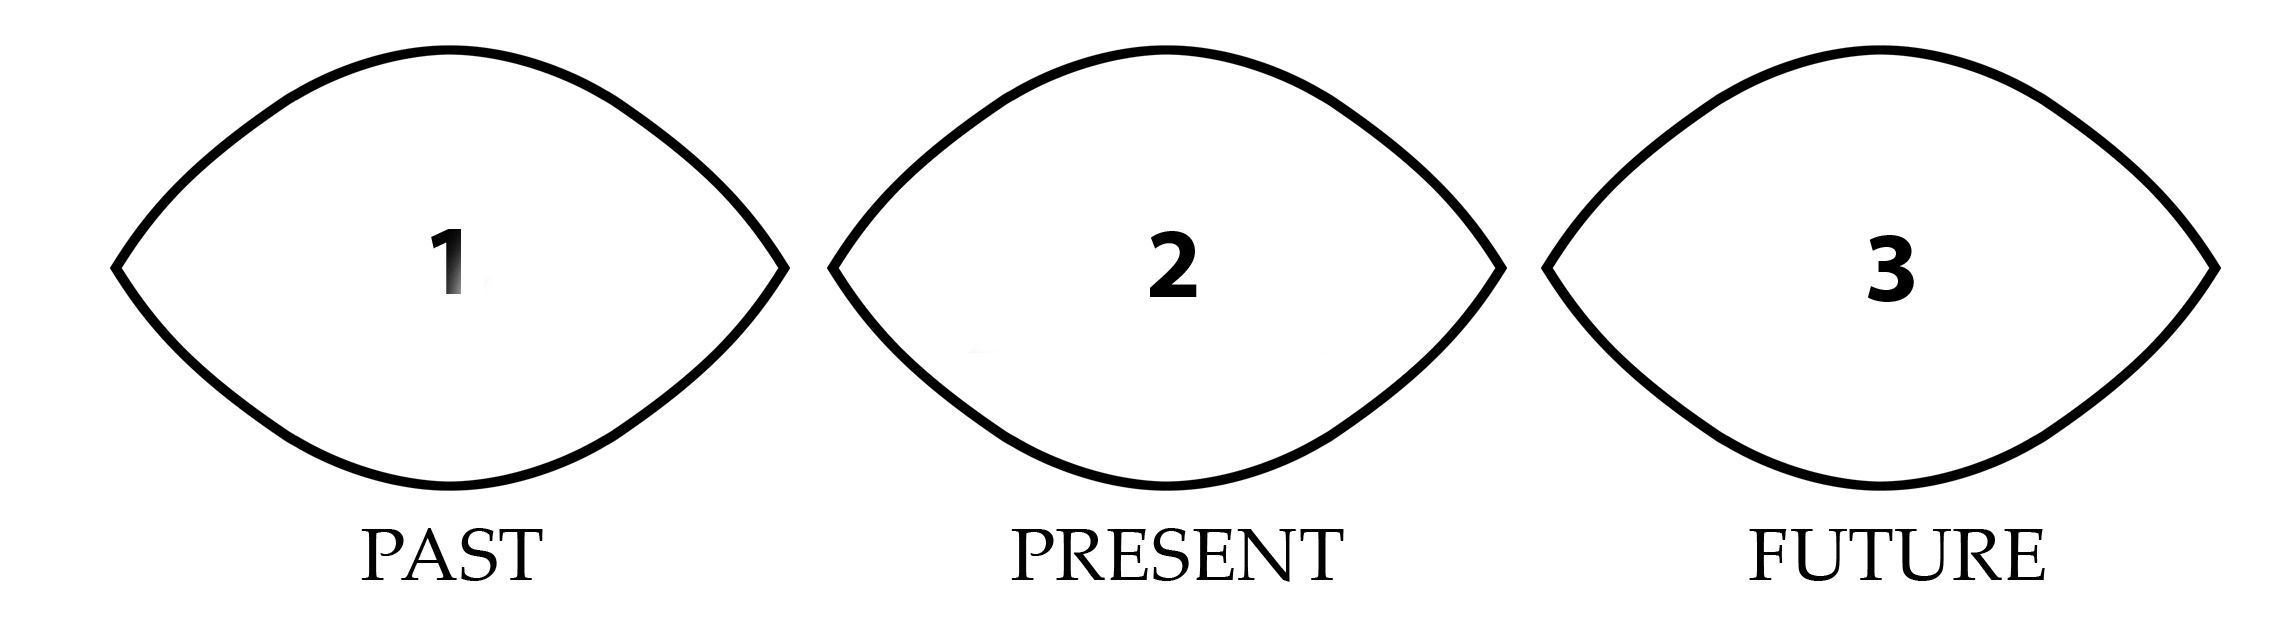 1 2 3
PAST PRESENT FUTURE